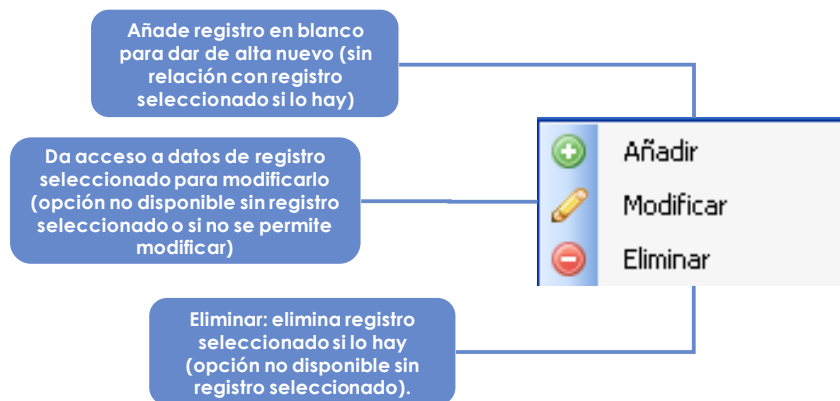 Añade registro en blanco
para dar de alta nuevo (sin
relación con registro
seleccionado si lo hay)
Da acceso a datos de registro
seleccionado para modificarlo
(opción no disponible sin registro
seleccionado o si no se permite
modificar)
Añadir
Modificar
Eliminar
Eliminar: elimina registro
seleccionado si lo hay
(opción no disponible sin
registro seleccionado).